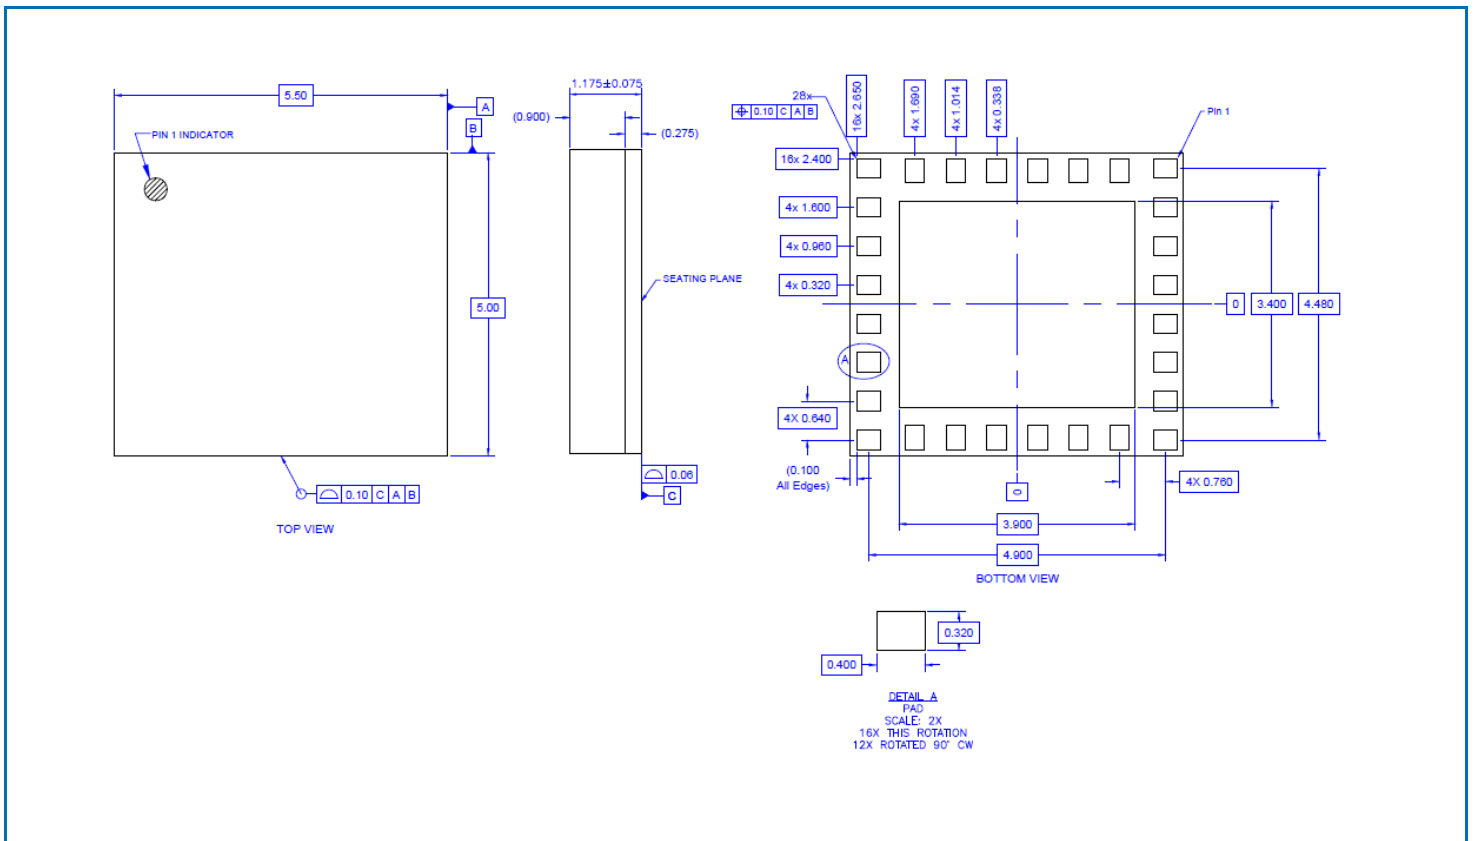 5.50
A
B
PIN 1 INDICATOR
5.00
0.10 C A B
TOP VIEW
1.175±0.075
(0.900)
(0.275)
SEATING PLANE
0.06
C
28x
0.10 C A B
16x 2.650
4x 1.690
4x 1.014
4x 0.338
Pin 1
16x 2.400
4x 1.600
4x 0.960
4x 0.320
A
0
3.400
4.480
4X 0.640
(0.100
All Edges)
0
4X 0.760
3.900
4.900
BOTTOM VIEW
0.320
0.400
DETAIL A
PAD
SCALE: 2X
16X THIS ROTATION
12X ROTATED 90° CW